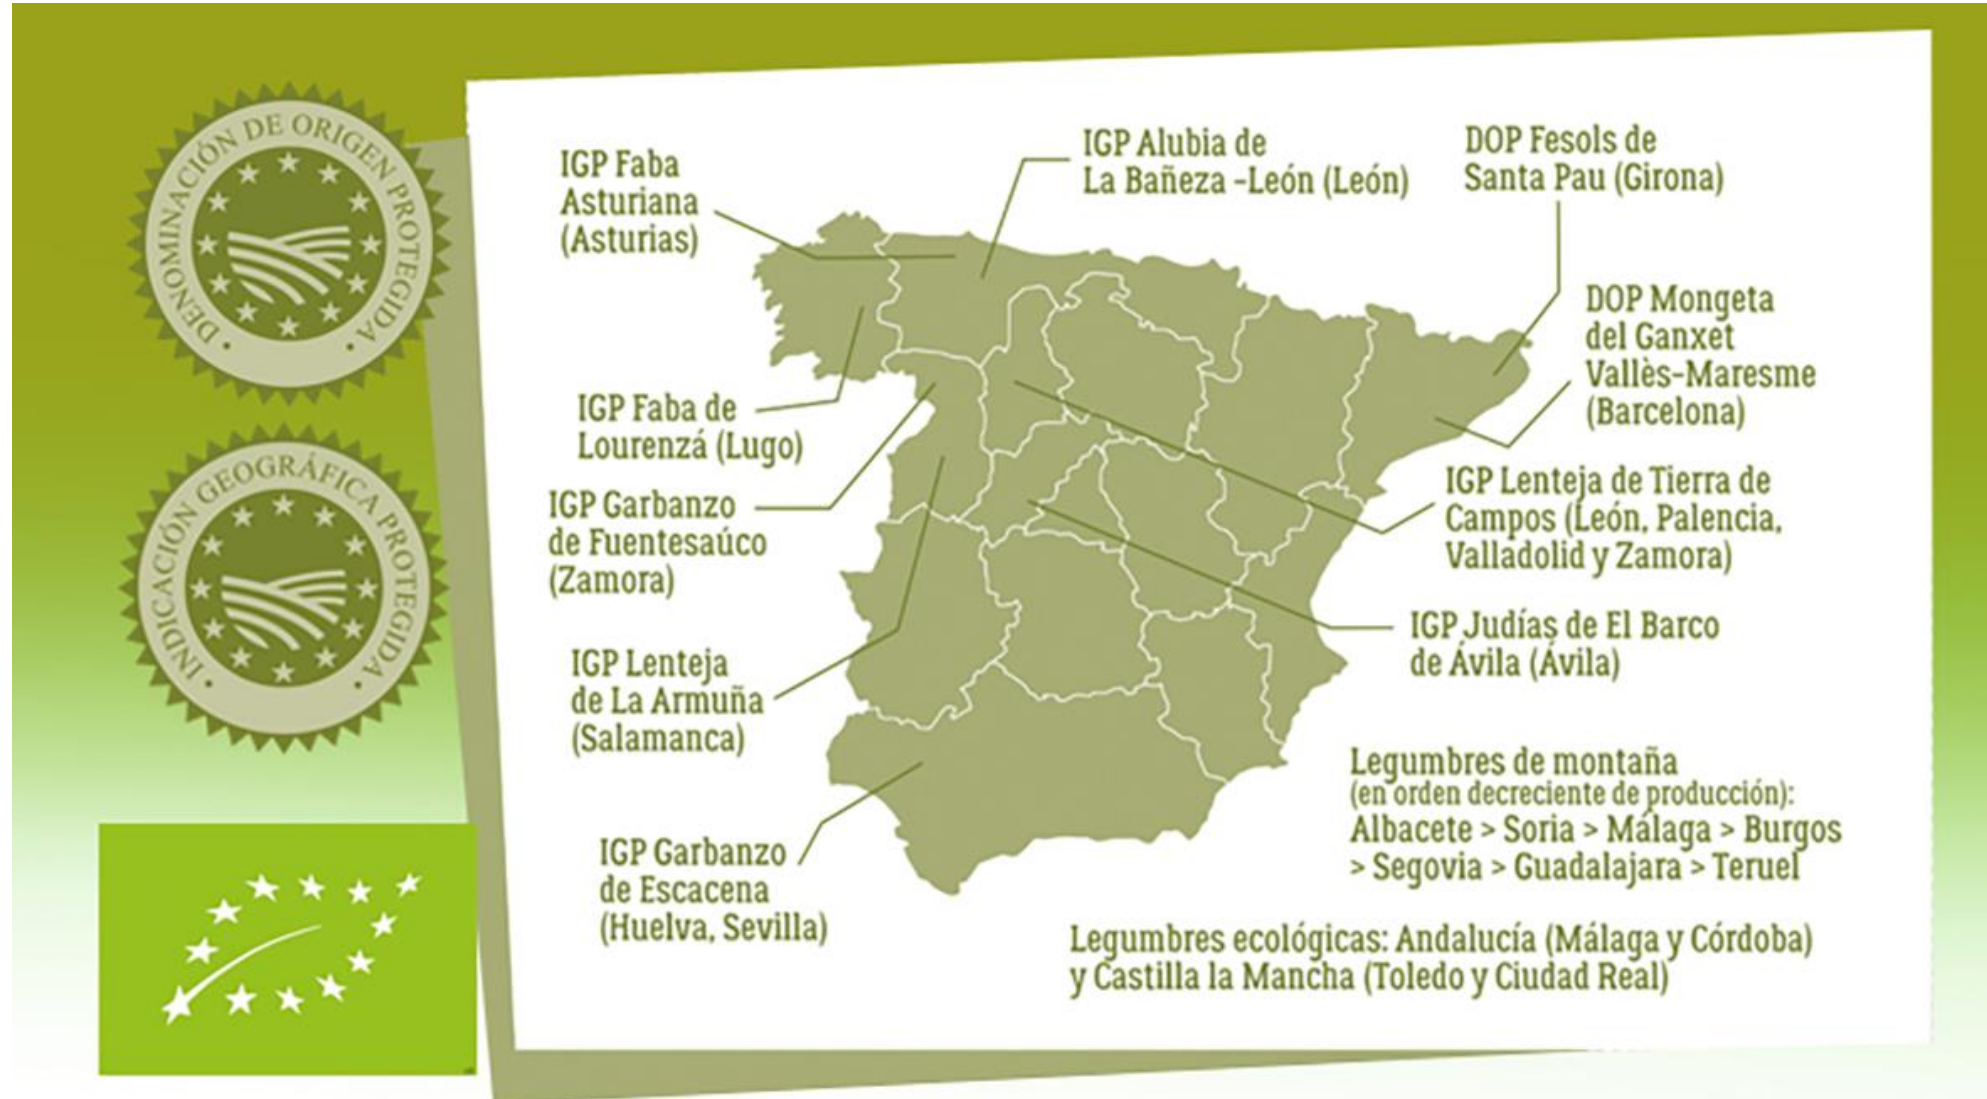 DENOMINACIÓN DE ORIGEN PROTEGIDA
INDICACIÓN GEOGRÁFICA PROTEGIDA
IGP Faba
Asturiana
(Asturias)
IGP Alubia de
La Bañeza -León (León)
DOP Fesols de
Santa Pau (Girona)
DOP Mongeta
del Ganxet
Vallès-Maresme
(Barcelona)
IGP Faba de
Lourenzá (Lugo)
IGP Garbanzo
de Fuentesaúco
(Zamora)
IGP Lenteja de Tierra de
Campos (León, Palencia,
Valladolid y Zamora)
IGP Judías de El Barco
de Ávila (Ávila)
IGP Lenteja
de La Armuña
(Salamanca)
IGP Garbanzo
de Escacena
(Huelva, Sevilla)
Legumbres de montaña
(en orden decreciente de producción):
Albacete > Soria > Málaga > Burgos
> Segovia > Guadalajara > Teruel
Legumbres ecológicas: Andalucía (Málaga y Córdoba)
y Castilla la Mancha (Toledo y Ciudad Real)